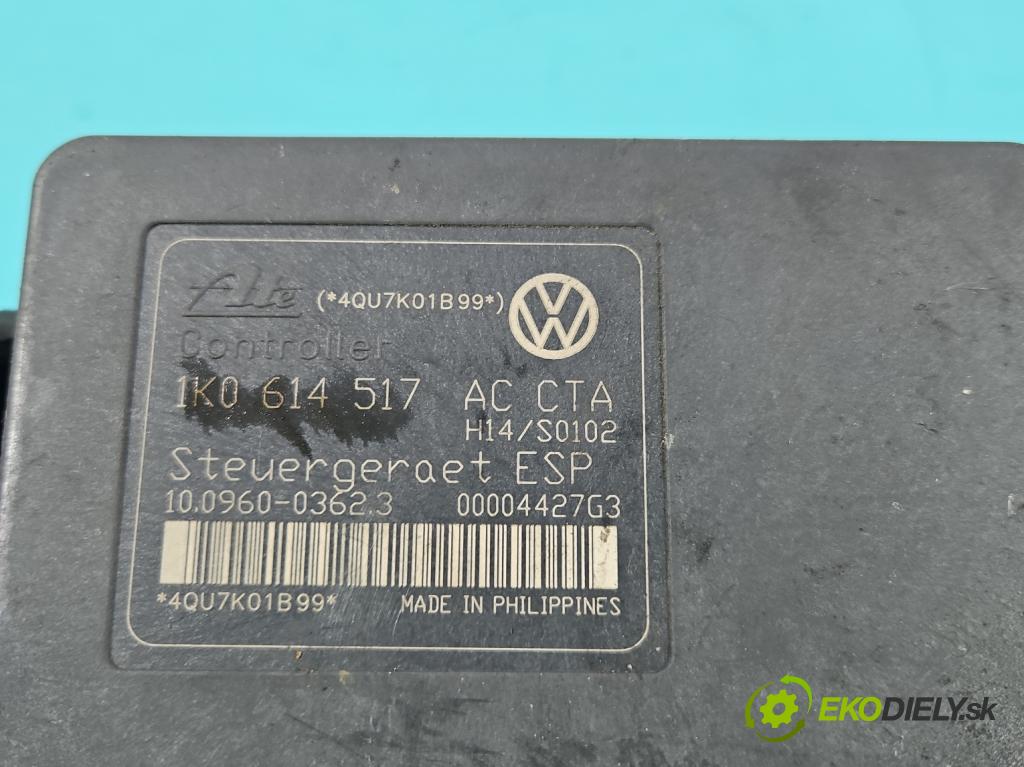 Ate (*4QU7K01B99*)
Controller
1K0 614 517 AC CTA
H14/S0102
Steuergeraet ESP
10.0960-0362.3 00004427G3
*4QU7K01B99* MADE IN PHILIPPINES
EKODIELY.sk